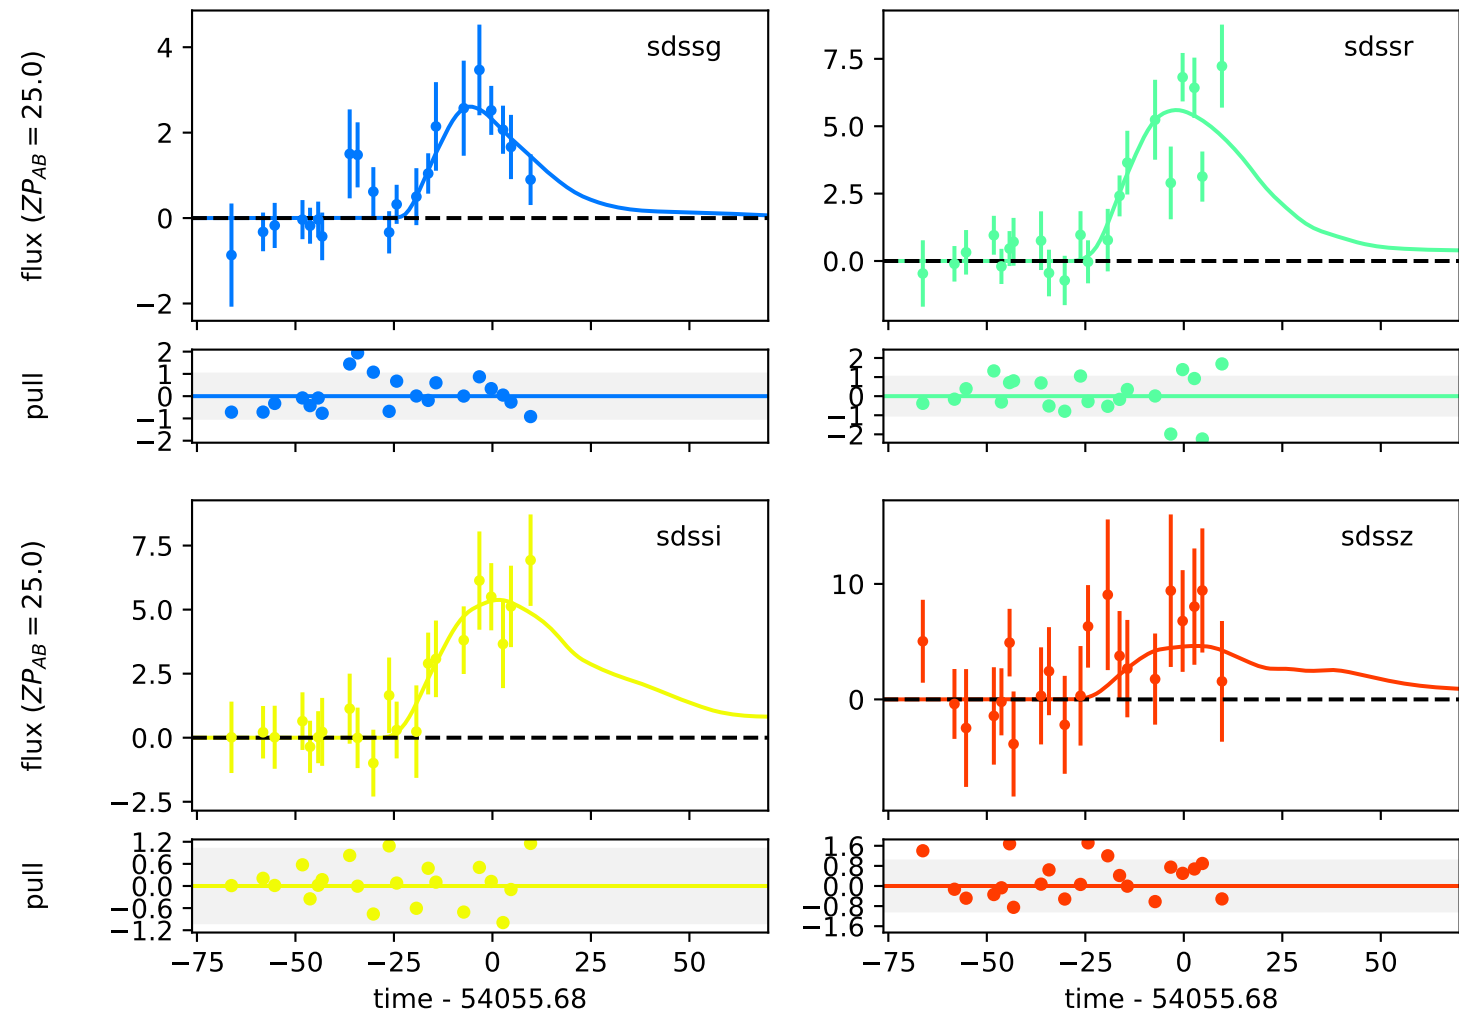 flux (ZP_AB = 25.0)
4
2
0
−2
sdssg
7.5
5.0
2.5
0.0
sdssr
pull
2
1
0
−1
−2
2
1
0
−1
−2
flux (ZP_AB = 25.0)
7.5
5.0
2.5
0.0
−2.5
sdssi
10
0
sdssz
pull
1.2
0.6
0.0
−0.6
−1.2
1.6
0.8
0.0
−0.8
−1.6
−75 −50 −25 0 25 50
−75 −50 −25 0 25 50
time - 54055.68
time - 54055.68